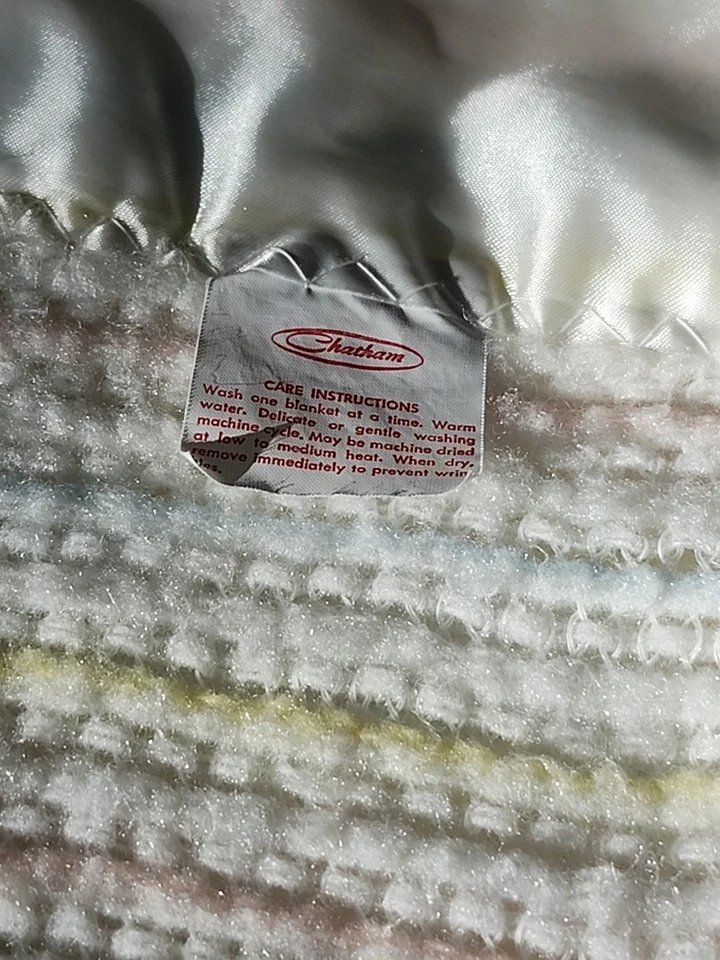 Chatham
CARE INSTRUCTIONS
Wash one blanket at a time. Warm
water. Delicate or gentle washing
machine cycle. May be machine dried
at low to medium heat. When dry,
remove immediately to prevent wrin